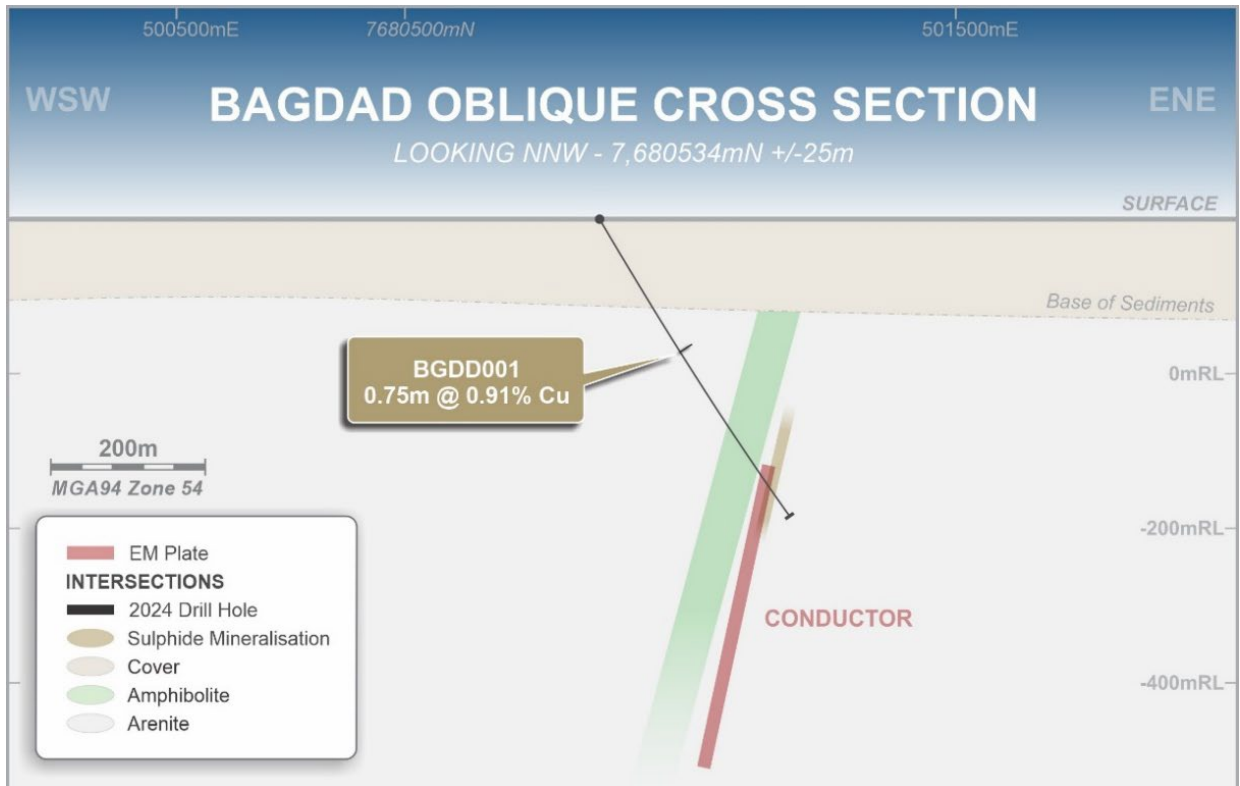 500500mE
7680500mN
501500mE
WSW
BAGDAD OBLIQUE CROSS SECTION
ENE
LOOKING NNW - 7,680534mN +/-25m
SURFACE
Base of Sediments
BGDD001
0.75m @ 0.91% Cu
0mRL
200m
MGA94 Zone 54
-200mRL
EM Plate
INTERSECTIONS
2024 Drill Hole
Sulphide Mineralisation
Cover
Amphibolite
Arenite
CONDUCTOR
-400mRL